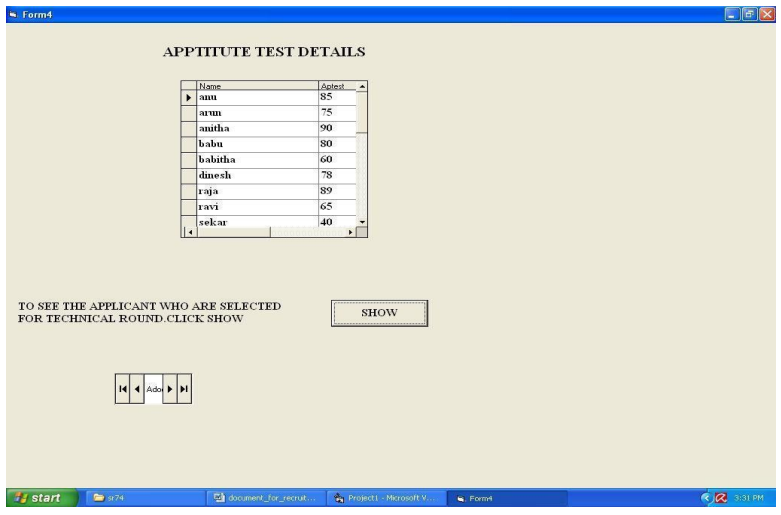 Form4
APPTITUTE TEST DETAILS
Name Aptest
anu 85
arun 75
anitha 90
babu 80
babitha 60
dinesh 78
raja 89
ravi 65
sekar 40
TO SEE THE APPLICANT WHO ARE SELECTED
FOR TECHNICAL ROUND.CLICK SHOW
SHOW
Ado
start sr74 document_for_recruit... Project1 - Microsoft V... Form4 3:31 PM